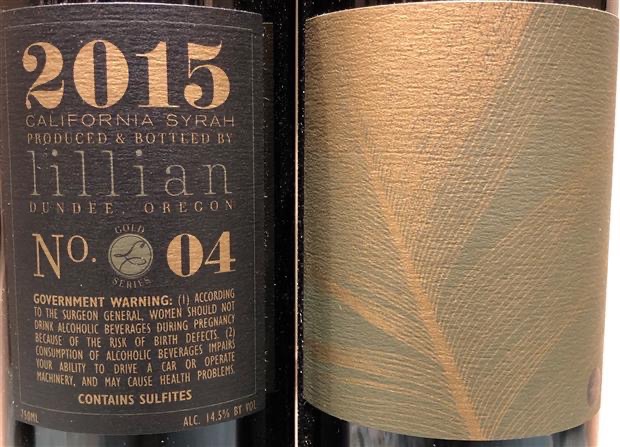 2015
CALIFORNIA SYRAH
PRODUCED & BOTTLED BY
lillian
DUNDEE, OREGON
No. GOLD SERIES 04
GOVERNMENT WARNING: (1) ACCORDING
TO THE SURGEON GENERAL, WOMEN SHOULD NOT
DRINK ALCOHOLIC BEVERAGES DURING PREGNANCY
BECAUSE OF THE RISK OF BIRTH DEFECTS. (2)
CONSUMPTION OF ALCOHOLIC BEVERAGES IMPAIRS
YOUR ABILITY TO DRIVE A CAR OR OPERATE
MACHINERY, AND MAY CAUSE HEALTH PROBLEMS.
CONTAINS SULFITES
750ML ALC. 14.5% BY VOL